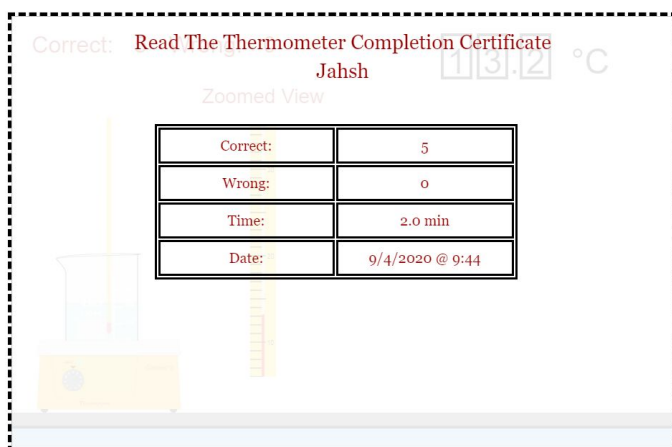 Read The Thermometer Completion Certificate
Jahsh
Correct:
13.2 °C
Zoomed View
Correct: 5
Wrong: 0
Time: 2.0 min
Date: 9/4/2020 @ 9:44